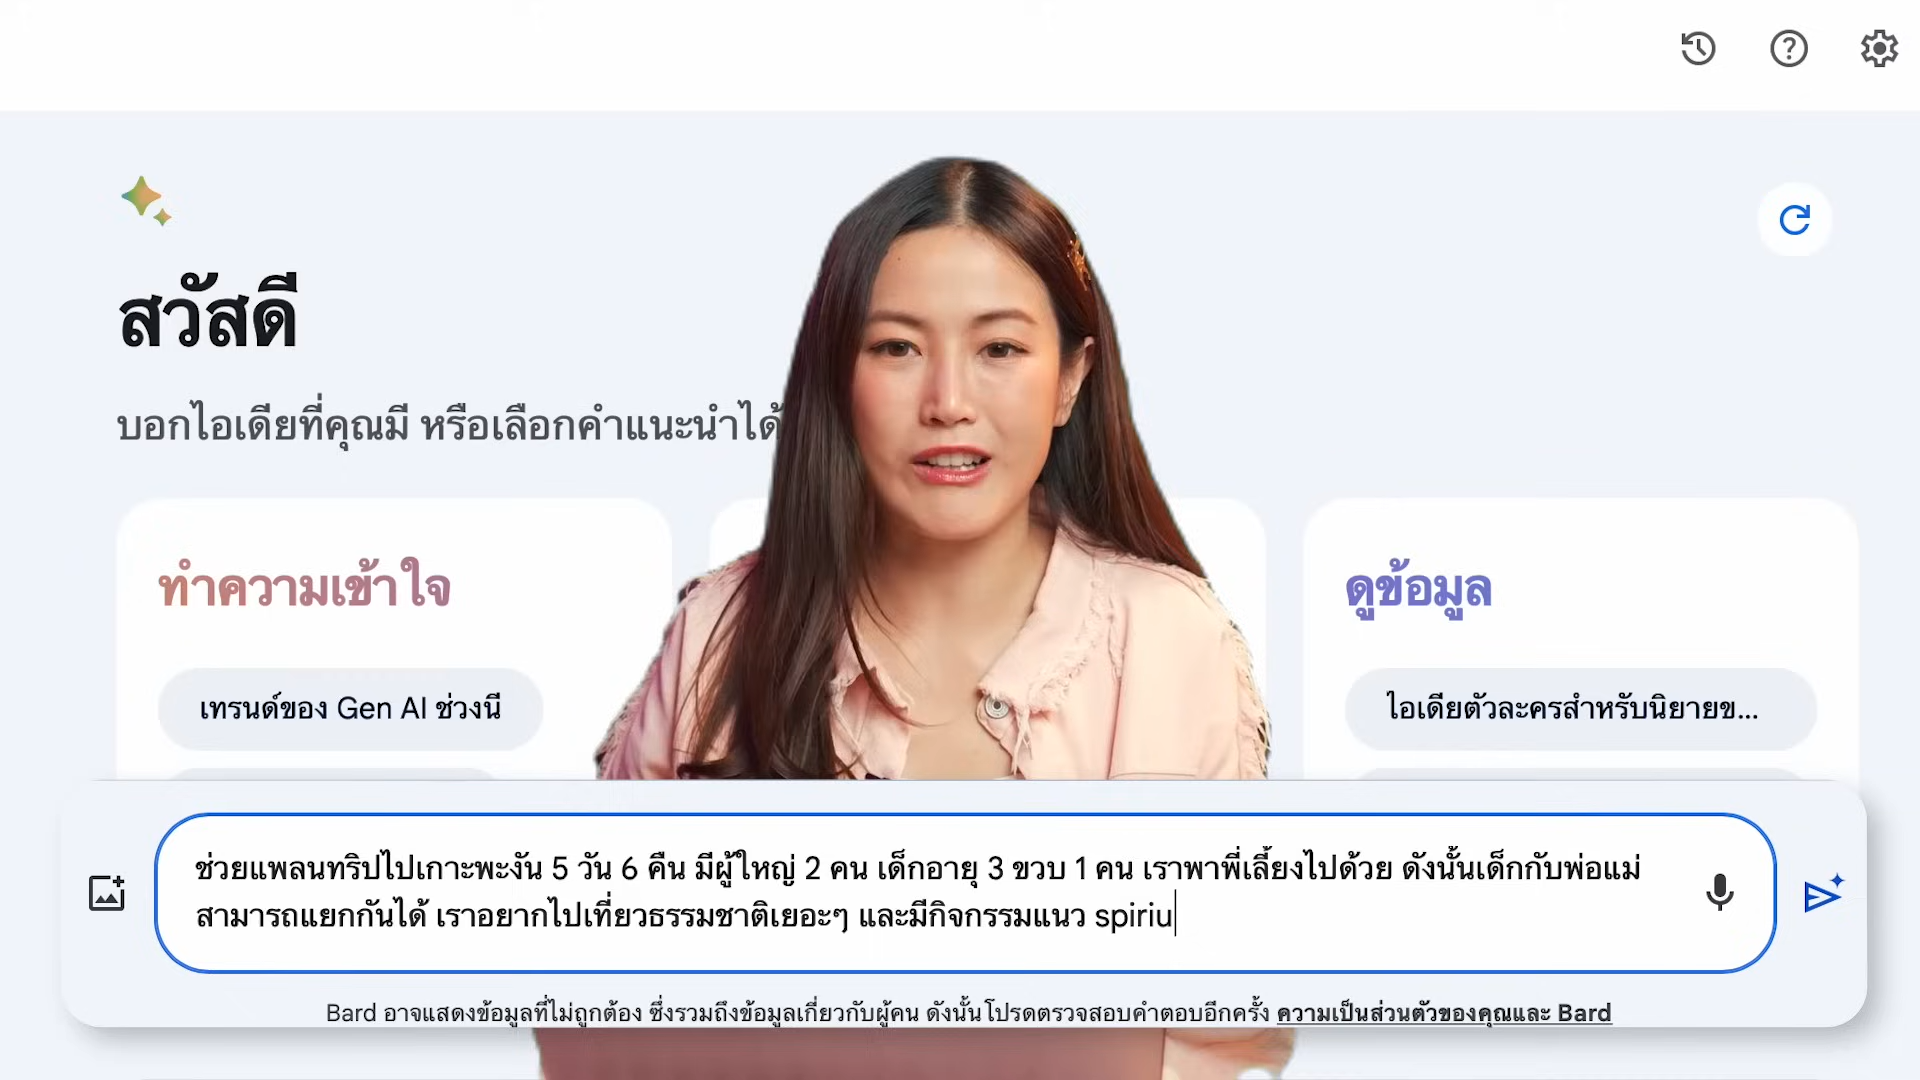 สวัสดี
บอกไอเดียที่คุณมี หรือเลือกคำแนะนำได้
ทำความเข้าใจ
ดูข้อมูล
เทรนด์ของ Gen AI ช่วงนี้
ไอเดียตัวละครสำหรับนิยายข...
ช่วยแพลนทริปไปเกาะพะงัน 5 วัน 6 คืน มีผู้ใหญ่ 2 คน เด็กอายุ 3 ขวบ 1 คน เราพาพี่เลี้ยงไปด้วย ดังนั้นเด็กกับพ่อแม่
สามารถแยกกันได้ เราอยากไปเที่ยวธรรมชาติเยอะๆ และมีกิจกรรมแนว spiriu
Bard อาจแสดงข้อมูลที่ไม่ถูกต้อง ซึ่งรวมถึงข้อมูลเกี่ยวกับผู้คน ดังนั้นโปรดตรวจสอบคำตอบอีกครั้ง ความเป็นส่วนตัวของคุณและ Bard